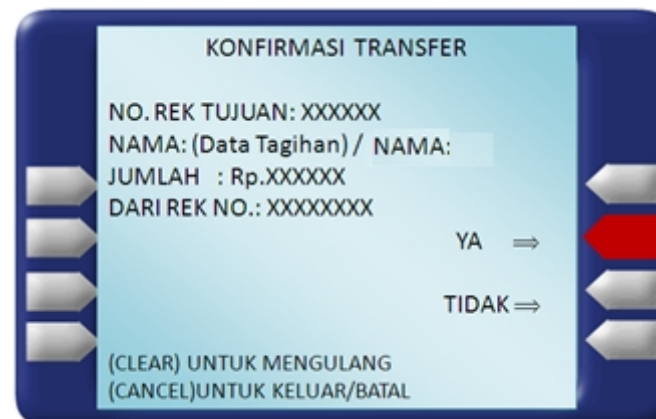 KONFIRMASI TRANSFER
NO. REK TUJUAN: XXXXXX
NAMA: (Data Tagihan) / NAMA:
JUMLAH : Rp.XXXXXX
DARI REK NO.: XXXXXXXX
YA ⇒
TIDAK ⇒
(CLEAR) UNTUK MENGULANG
(CANCEL)UNTUK KELUAR/BATAL